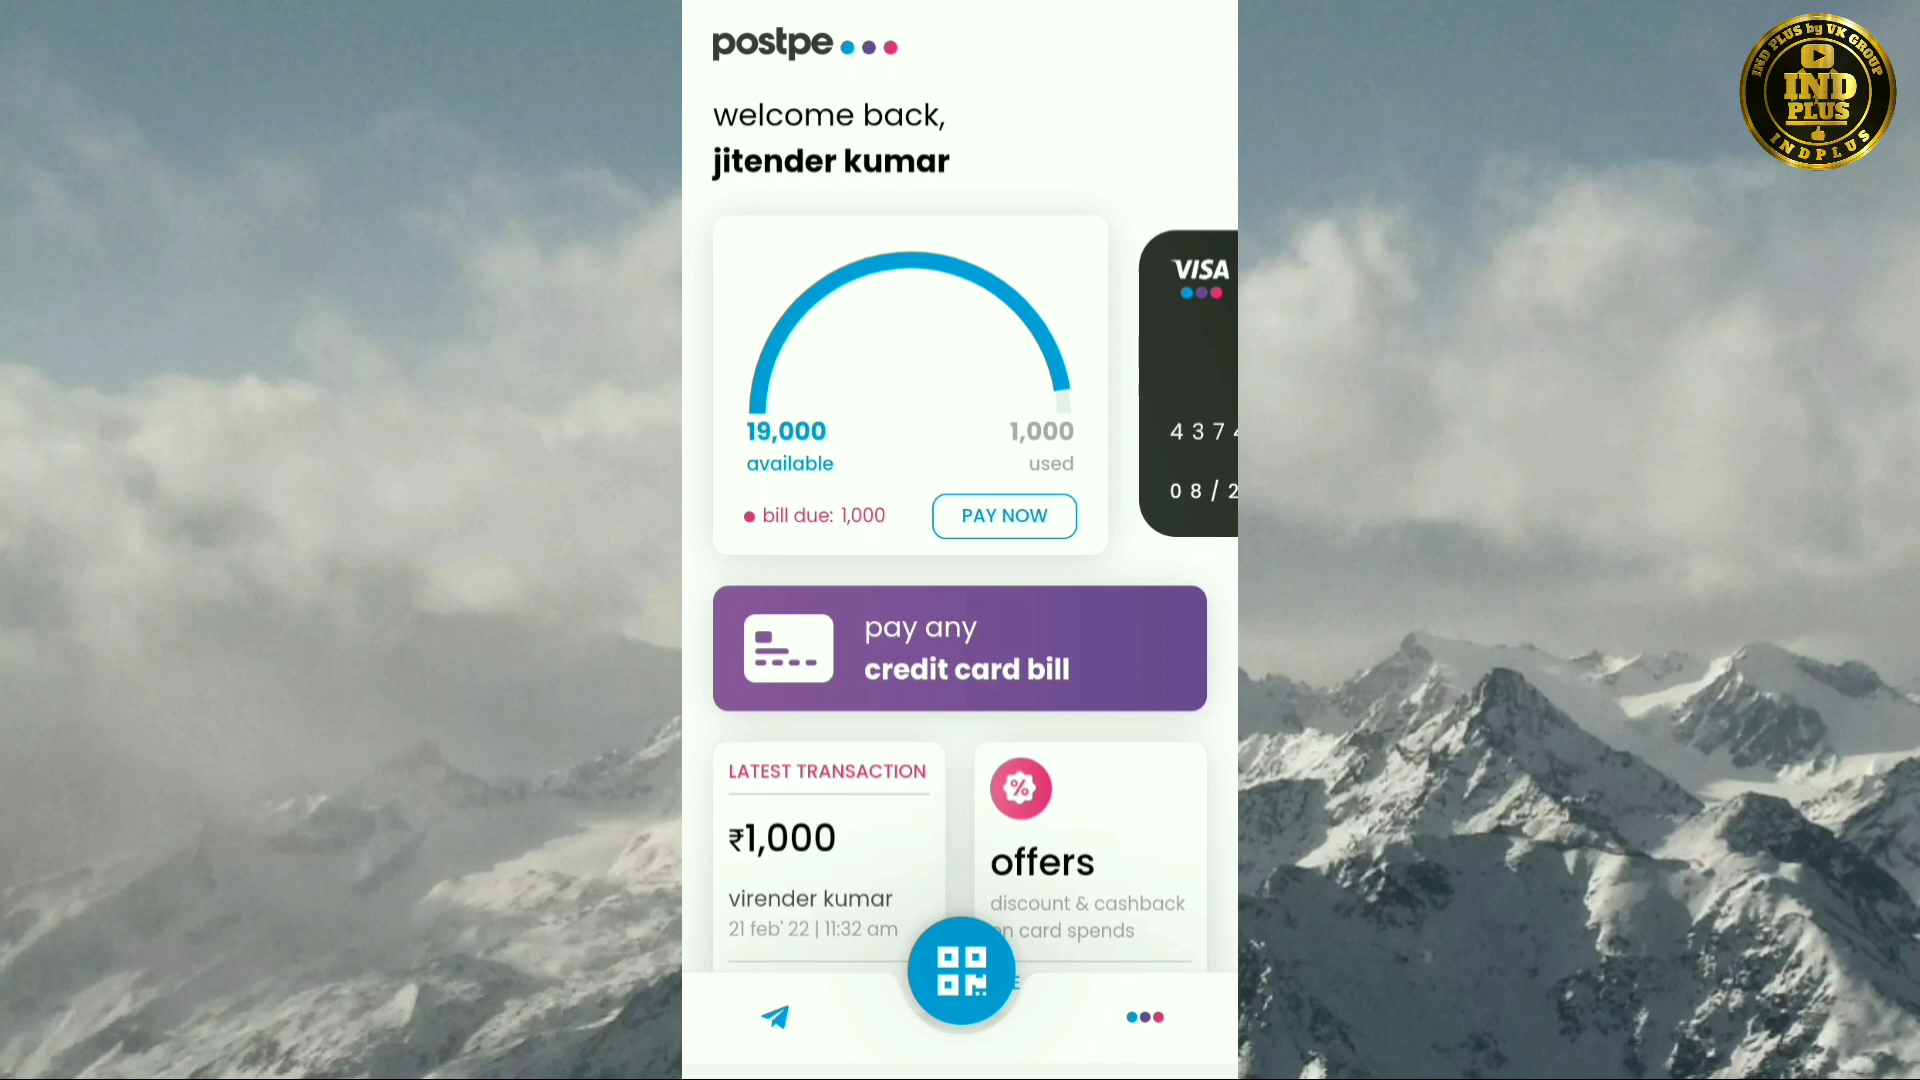 postpe
welcome back,
jitender kumar
19,000
available
1,000
used
bill due: 1,000
PAY NOW
VISA
4 3 7 4
0 8 / 2
pay any
credit card bill
LATEST TRANSACTION
₹1,000
virender kumar
21 feb' 22 | 11:32 am
offers
discount & cashback
on card spends
IND PLUS by VK GROUP
IND
PLUS
INDPLUS